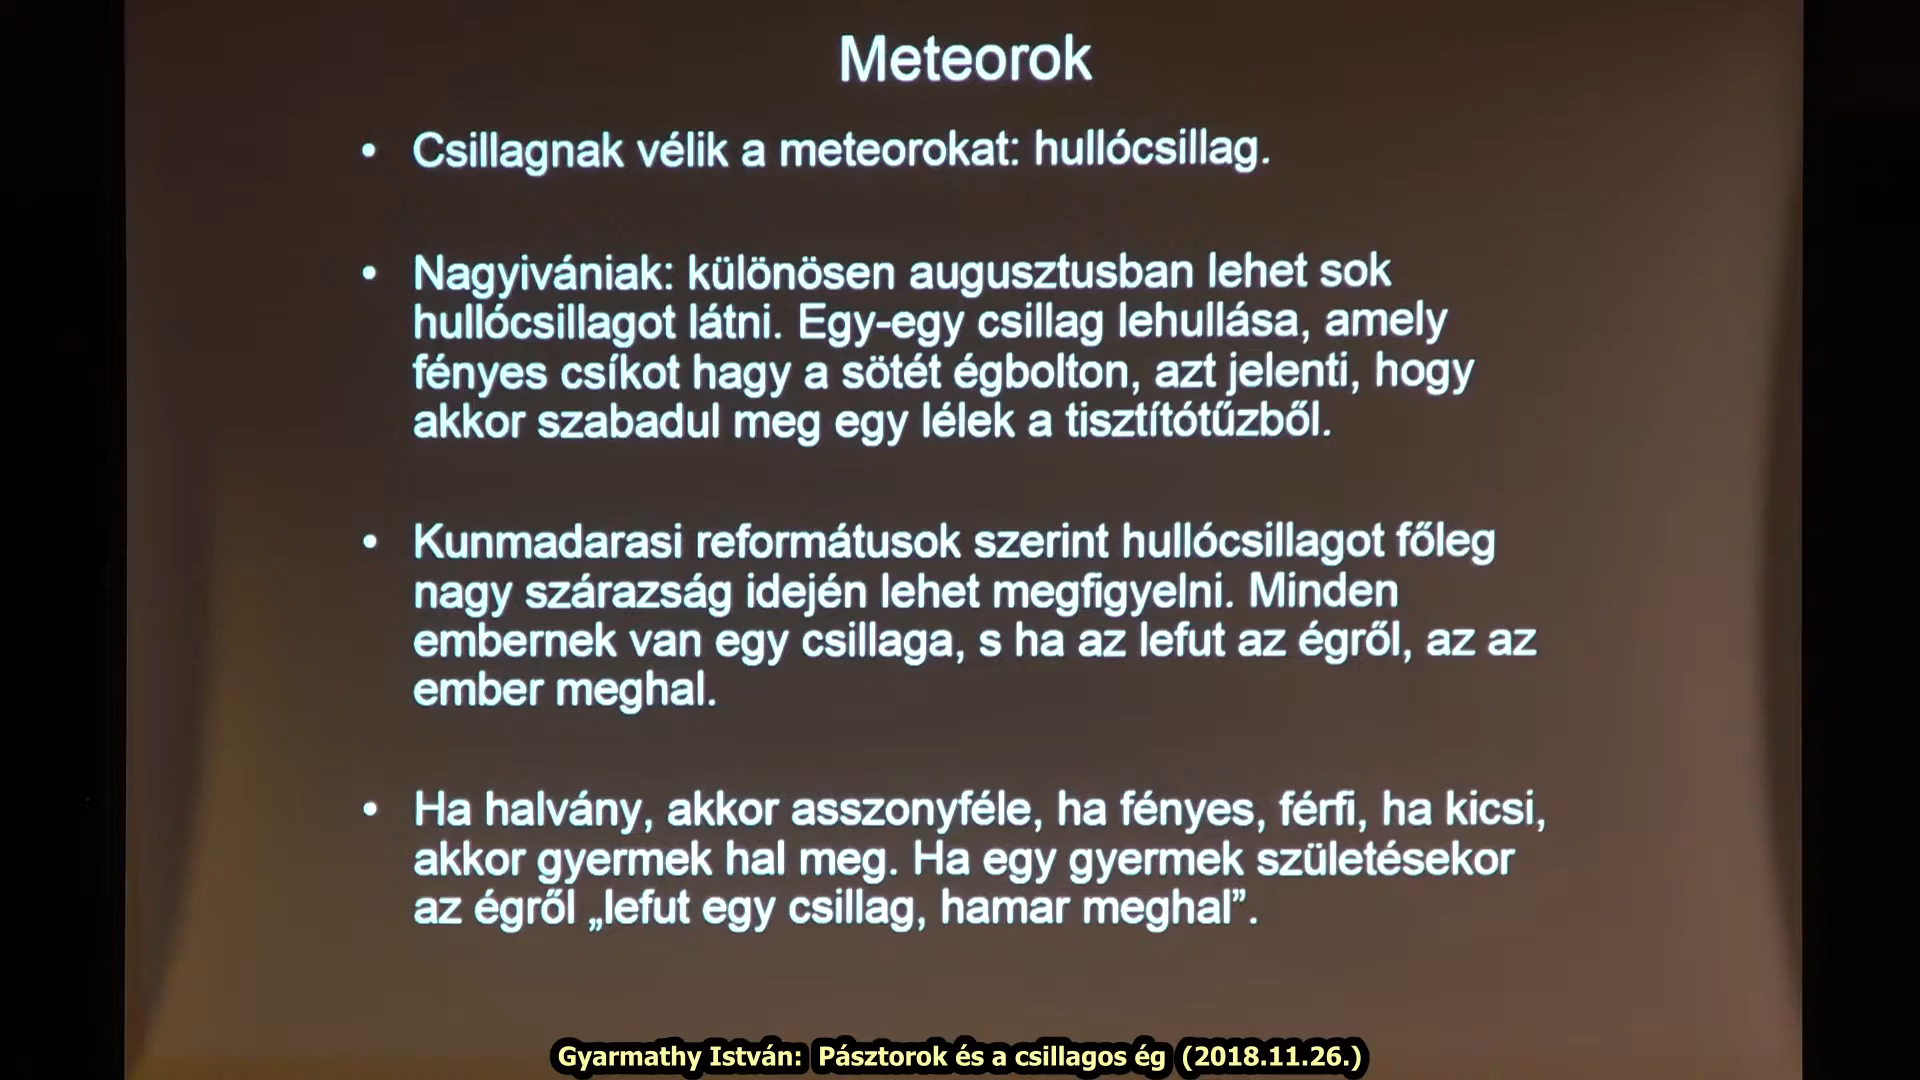 Meteorok
• Csillagnak vélik a meteorokat: hullócsillag.
• Nagyivániak: különösen augusztusban lehet sok
hullócsillagot látni. Egy-egy csillag lehullása, amely
fényes csíkot hagy a sötét égbolton, azt jelenti, hogy
akkor szabadul meg egy lélek a tisztítótűzből.
• Kunmadarasi reformátusok szerint hullócsillagot főleg
nagy szárazság idején lehet megfigyelni. Minden
embernek van egy csillaga, s ha az lefut az égről, az az
ember meghal.
• Ha halvány, akkor asszonyféle, ha fényes, férfi, ha kicsi,
akkor gyermek hal meg. Ha egy gyermek születésekor
az égről „lefut egy csillag, hamar meghal”.
Gyarmathy István: Pásztorok és a csillagos ég (2018.11.26.)